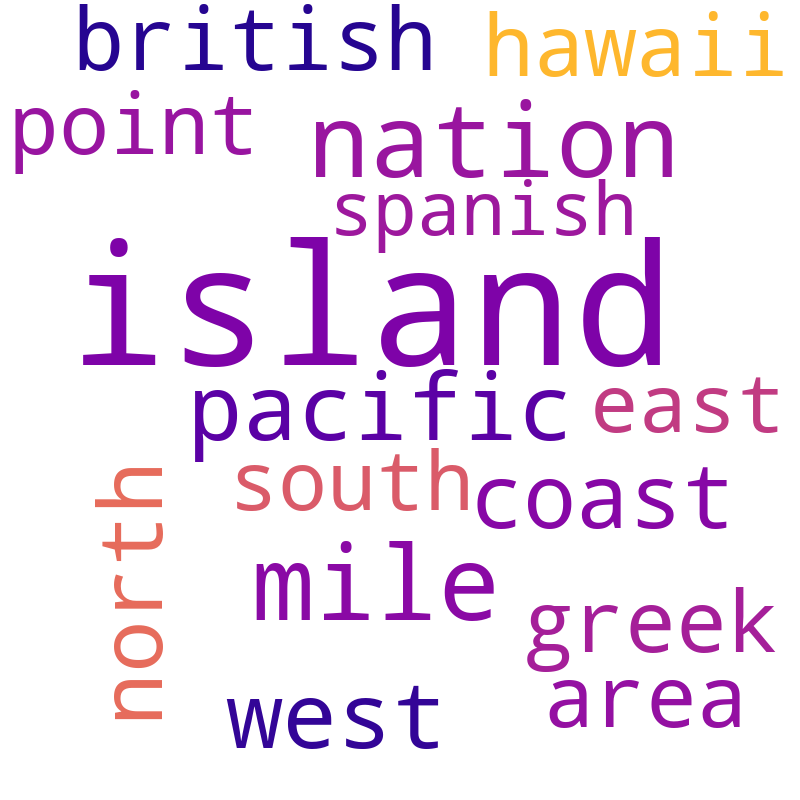 british hawaii
point nation
spanish
island
pacific east
south coast
north
mile
greek
area
west